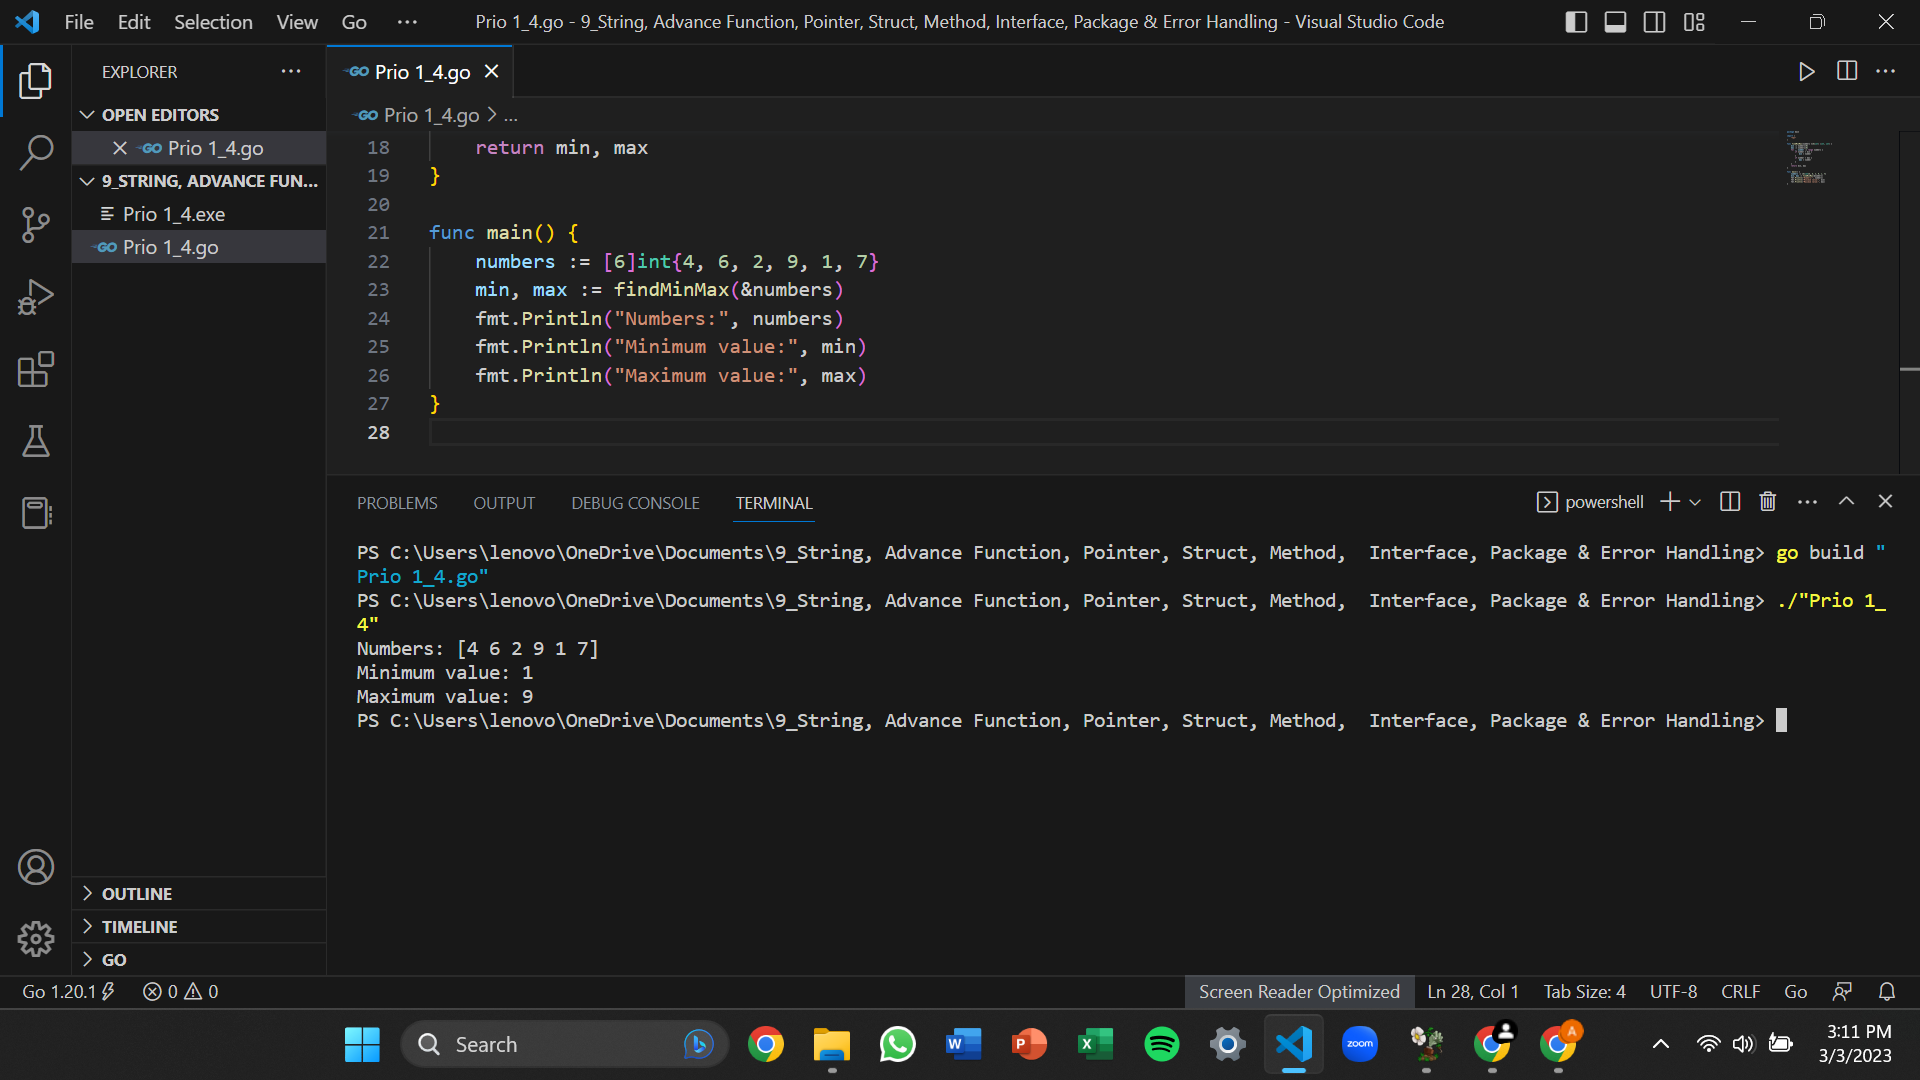 File Edit Selection View Go ··· Prio 1_4.go - 9_String, Advance Function, Pointer, Struct, Method, Interface, Package & Error Handling - Visual Studio Code
EXPLORER
OPEN EDITORS
Prio 1_4.go
9_STRING, ADVANCE FUN...
Prio 1_4.exe
Prio 1_4.go
OUTLINE
TIMELINE
GO
GO Prio 1_4.go
GO Prio 1_4.go > ...
18 return min, max
19 }
20
21 func main() {
22 numbers := [6]int{4, 6, 2, 9, 1, 7}
23 min, max := findMinMax(&numbers)
24 fmt.Println("Numbers:", numbers)
25 fmt.Println("Minimum value:", min)
26 fmt.Println("Maximum value:", max)
27 }
28
PROBLEMS OUTPUT DEBUG CONSOLE TERMINAL powershell
PS C:\Users\lenovo\OneDrive\Documents\9_String, Advance Function, Pointer, Struct, Method,  Interface, Package & Error Handling> go build "
Prio 1_4.go"
PS C:\Users\lenovo\OneDrive\Documents\9_String, Advance Function, Pointer, Struct, Method,  Interface, Package & Error Handling> ./"Prio 1_
4"
Numbers: [4 6 2 9 1 7]
Minimum value: 1
Maximum value: 9
PS C:\Users\lenovo\OneDrive\Documents\9_String, Advance Function, Pointer, Struct, Method,  Interface, Package & Error Handling>
Go 1.20.1 0 0 Screen Reader Optimized Ln 28, Col 1 Tab Size: 4 UTF-8 CRLF Go
Search W P X zoom A 3:11 PM
3/3/2023